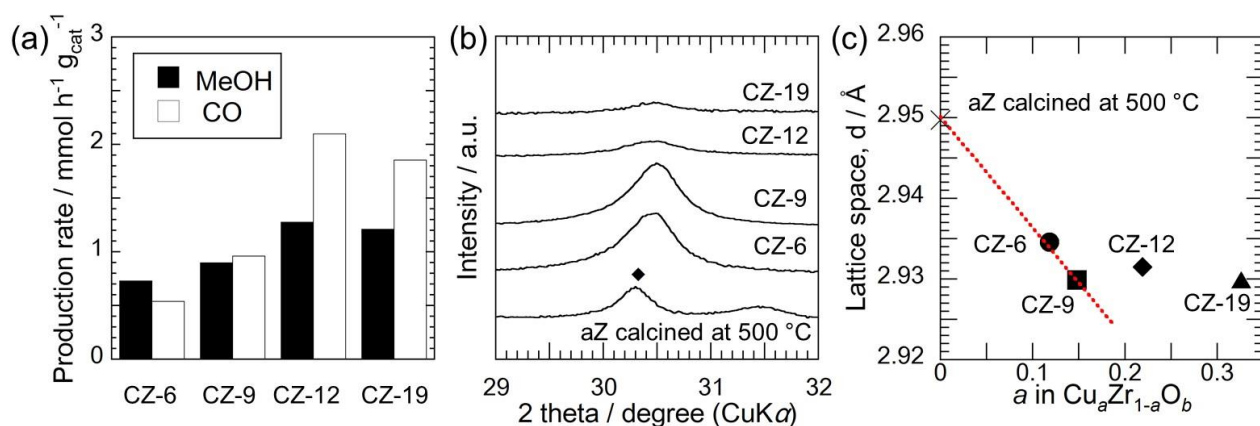 (a)
Production rate / mmol h⁻¹ g_cat⁻¹
3
2
1
0
MeOH
CO
CZ-6 CZ-9 CZ-12 CZ-19
(b)
Intensity / a.u.
CZ-19
CZ-12
CZ-9
CZ-6
aZ calcined at 500 °C
29 30 31 32
2 theta / degree (CuKα)
(c)
Lattice space, d / Å
2.96
2.95
2.94
2.93
2.92
aZ calcined at 500 °C
CZ-6
CZ-12
CZ-9
CZ-19
0 0.1 0.2 0.3
a in CuₐZr₁₋ₐO_b